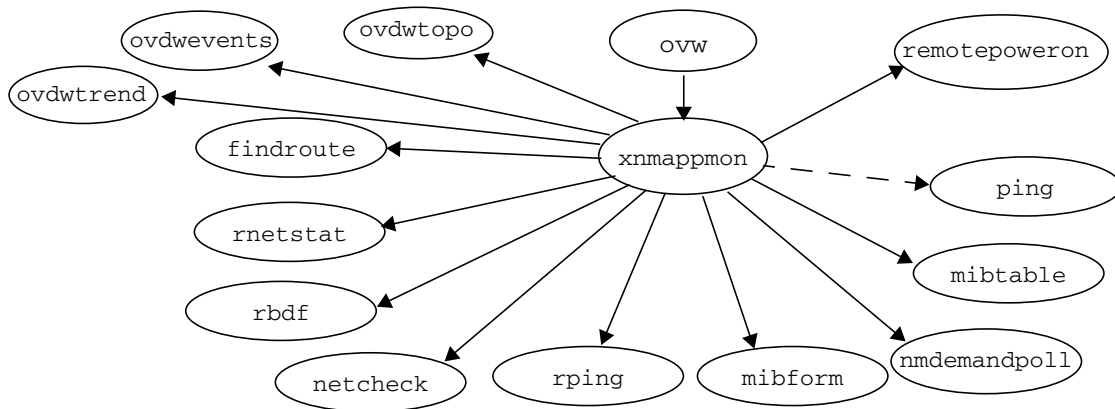 ovdwevents
ovdwtopo
ovw
remotepoweron
ovdwtrend
findroute
xnmappmon
ping
rnetstat
mibtable
rbdf
nmdemandpoll
netcheck
rping
mibform